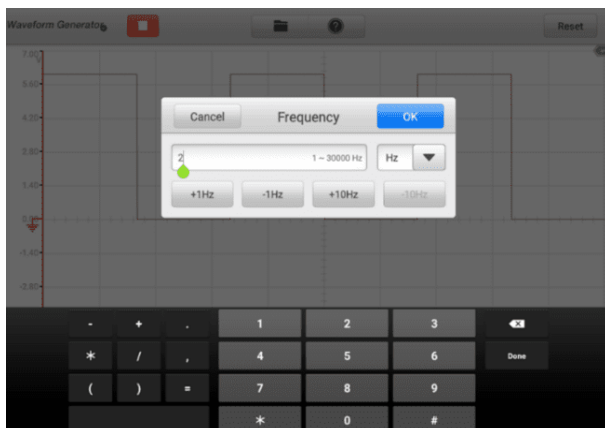 Waveform Generator
Reset
7.00
5.60
4.20
2.80
1.40
0.00
-1.40
-2.80
Cancel Frequency OK
2 1 ~ 30000 Hz Hz
+1Hz -1Hz +10Hz -10Hz
- + . 1 2 3
* / , 4 5 6 Done
( ) = 7 8 9
* 0 #